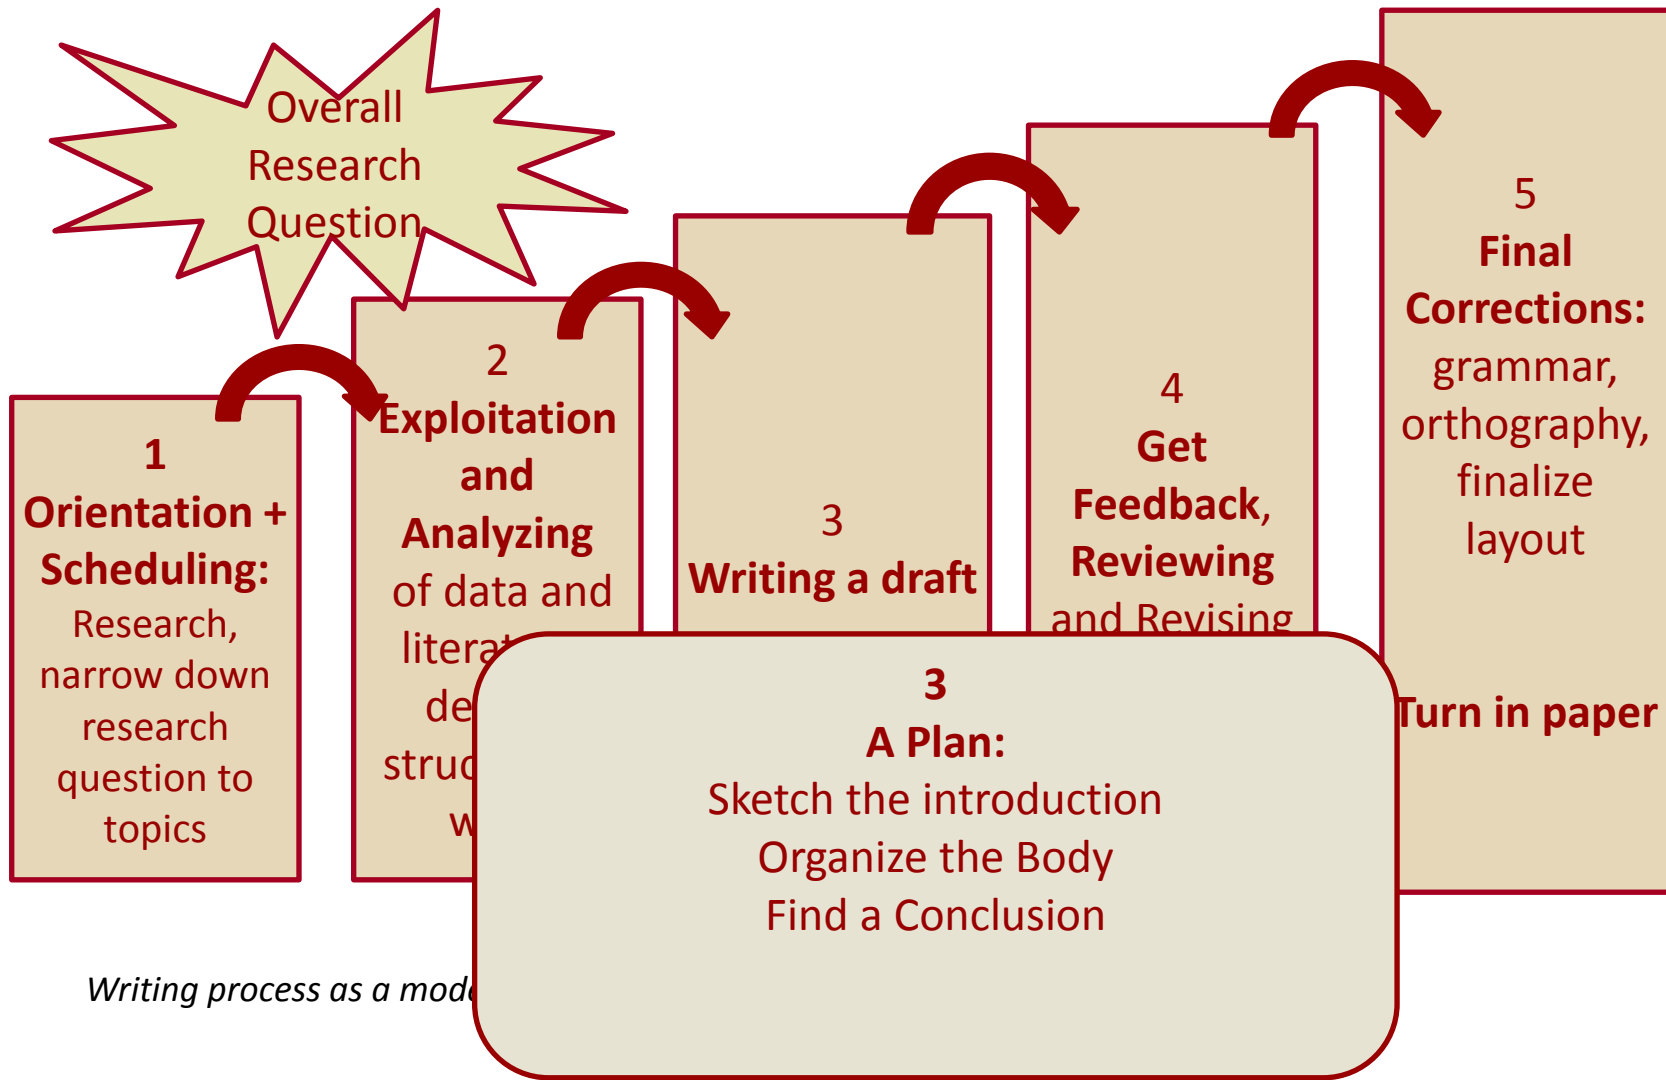 Overall
Research
Question
1
Orientation +
Scheduling:
Research,
narrow down
research
question to
topics
2
Exploitation
and
Analyzing
of data and
3
Writing a draft
4
Get
Feedback,
Reviewing
and Revising
5
Final
Corrections:
grammar,
orthography,
finalize
layout
Turn in paper
3
A Plan:
Sketch the introduction
Organize the Body
Find a Conclusion
Writing process as a